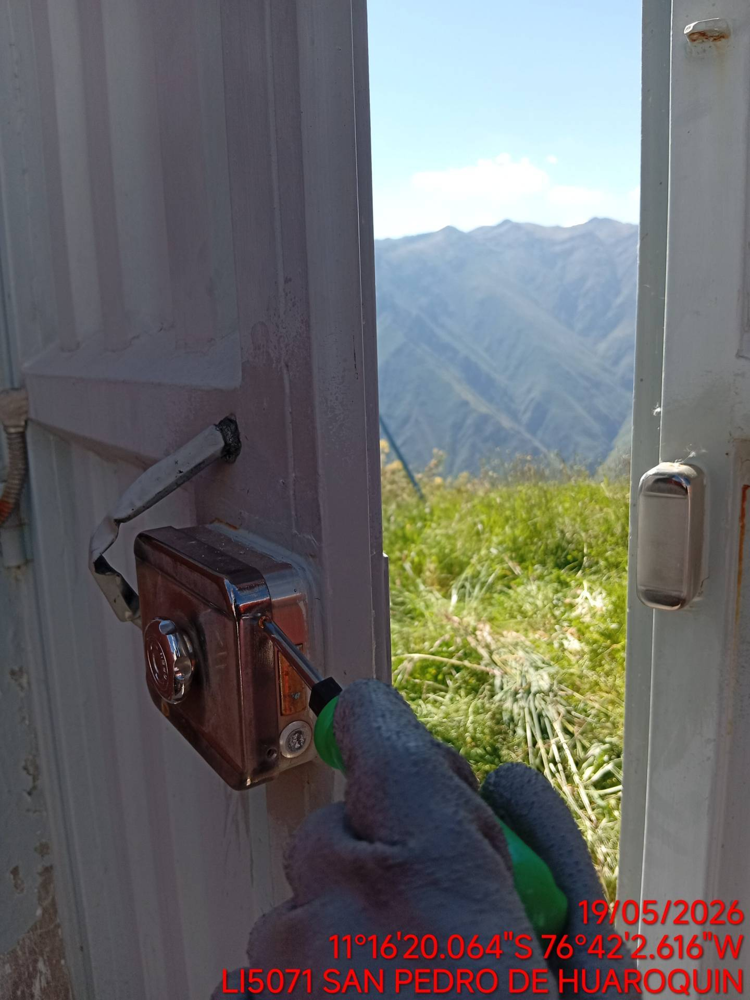 19/05/2026
11°16'20.064"S 76°42'2.616"W
LI5071 SAN PEDRO DE HUAROQUIN